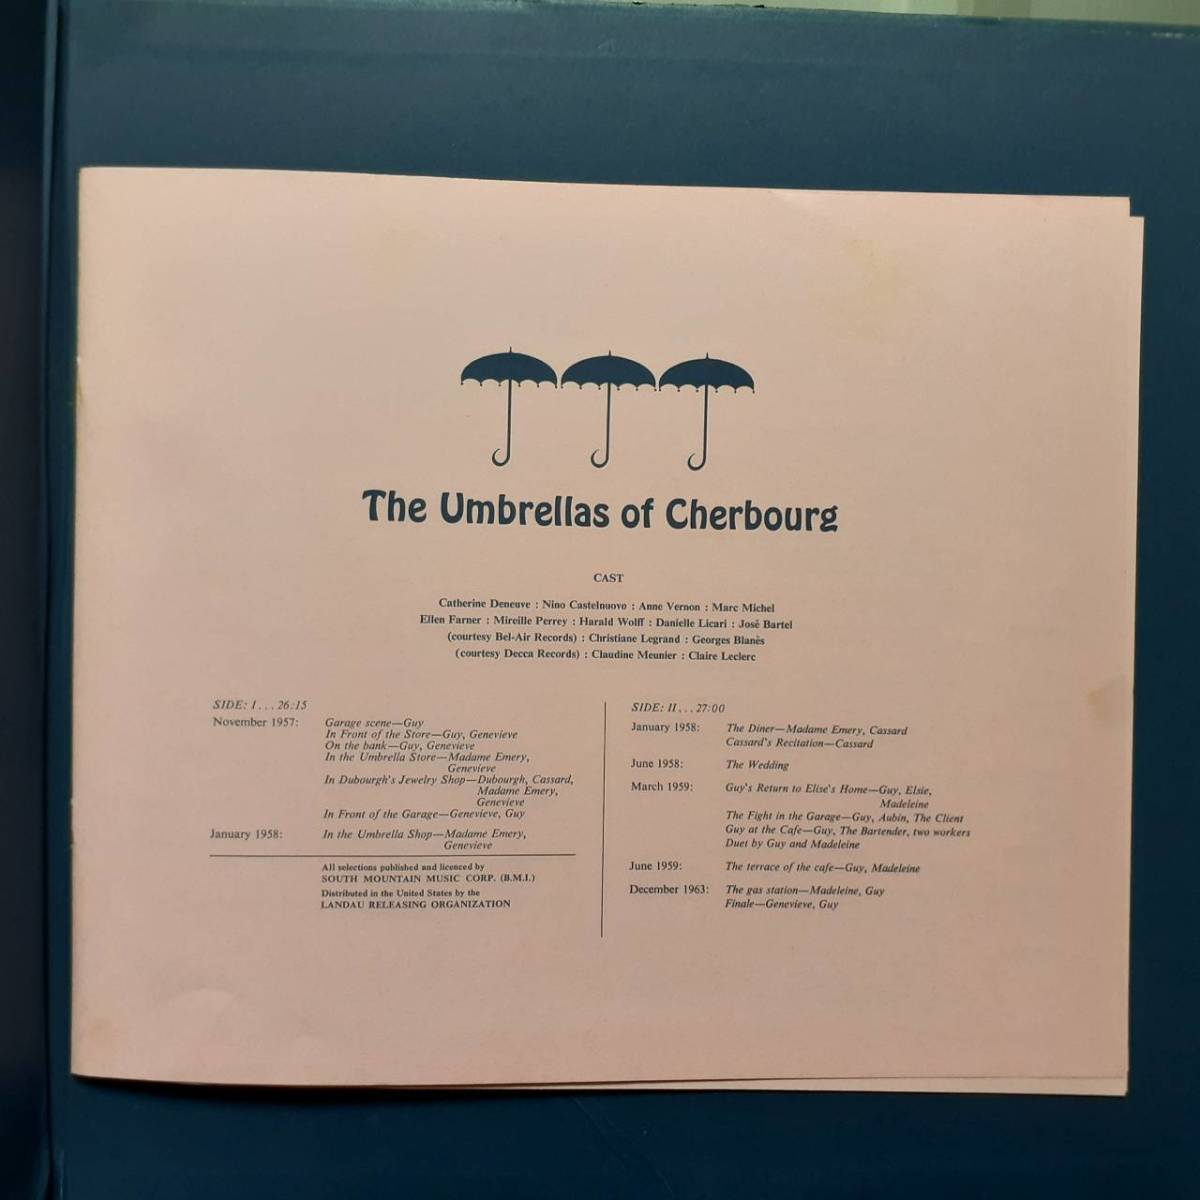 The Umbrellas of Cherbourg
CAST
Catherine Deneuve : Nino Castelnuovo : Anne Vernon : Marc Michel
Ellen Farner : Mireille Perrey : Harald Wolff : Danielle Licari : José Bartel
(courtesy Bel-Air Records) : Christiane Legrand : Georges Blanès
(courtesy Decca Records) : Claudine Meunier : Claire Leclerc
SIDE: I . . . 26:15
November 1957: Garage scene—Guy
In Front of the Store—Guy, Genevieve
On the bank—Guy, Genevieve
In the Umbrella Store—Madame Emery,
Genevieve
In Dubourgh's Jewelry Shop—Dubourgh, Cassard,
Madame Emery,
Genevieve
In Front of the Garage—Genevieve, Guy
January 1958: In the Umbrella Shop—Madame Emery,
Genevieve
All selections published and licenced by
SOUTH MOUNTAIN MUSIC CORP. (B.M.I.)
Distributed in the United States by the
LANDAU RELEASING ORGANIZATION
SIDE: II . . . 27:00
January 1958: The Diner—Madame Emery, Cassard
Cassard's Recitation—Cassard
June 1958: The Wedding
March 1959: Guy's Return to Elise's Home—Guy, Elsie,
Madeleine
The Fight in the Garage—Guy, Aubin, The Client
Guy at the Cafe—Guy, The Bartender, two workers
Duet by Guy and Madeleine
June 1959: The terrace of the cafe—Guy, Madeleine
December 1963: The gas station—Madeleine, Guy
Finale—Genevieve, Guy